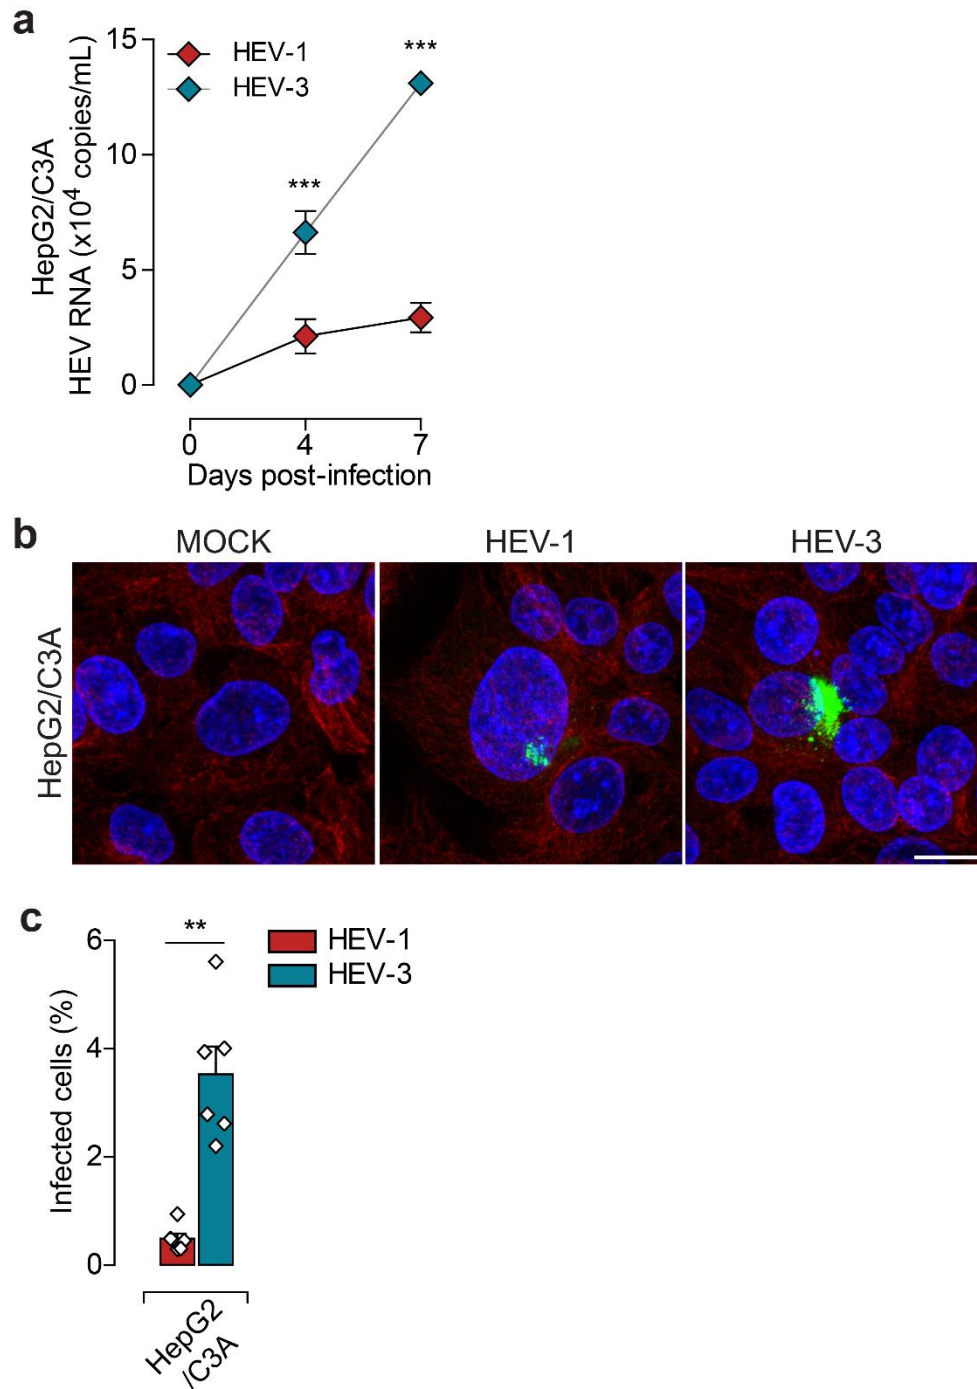 a
HEV-1
HEV-3
***
***
HepG2/C3A
HEV RNA (x10⁴ copies/mL)
15
10
5
0
0 4 7
Days post-infection
b
MOCK HEV-1 HEV-3
HepG2/C3A
c
**
HEV-1
HEV-3
Infected cells (%)
6
4
2
0
HepG2
/C3A